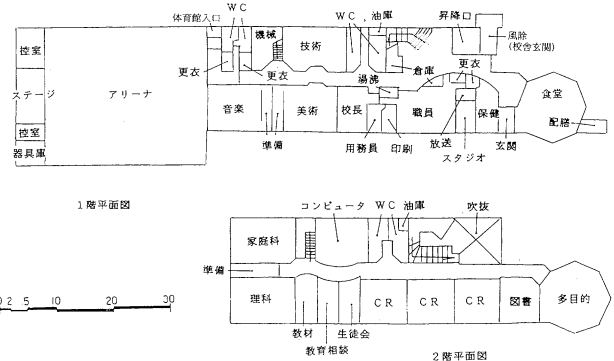 体育館入口
WC
機械
技術
WC
油庫
昇降口
風除
(校舎玄関)
控室
更衣
更衣
湯沸
倉庫
更衣
ステージ
アリーナ
音楽
美術
校長
職員
保健
食堂
配膳
控室
器具庫
準備
用務員
印刷
放送
スタジオ
玄関
1階平面図
コンピュータ
WC
油庫
吹抜
家庭科
準備
理科
CR
CR
CR
図書
多目的
教材
教育相談
生徒会
0 2 5 10 20 30
2階平面図